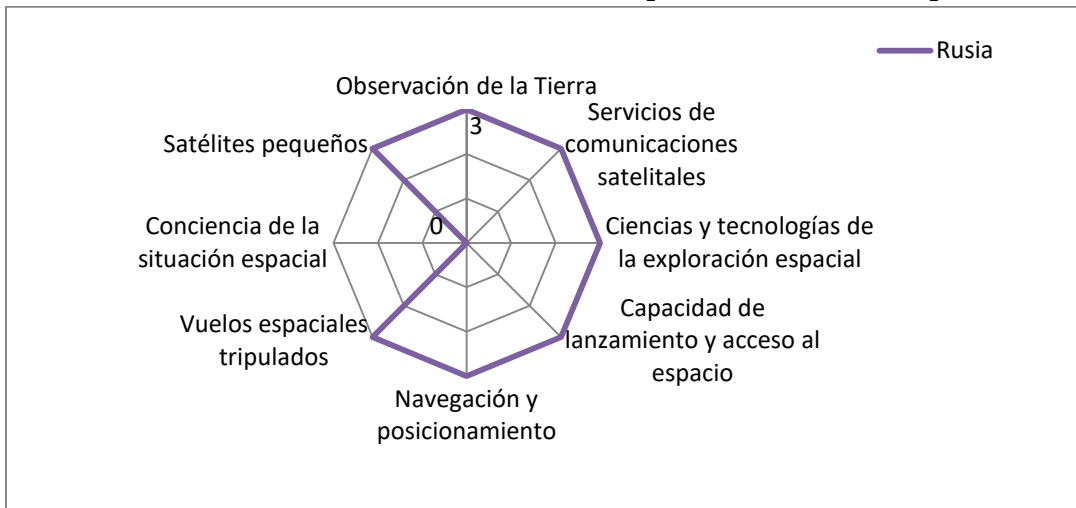 Rusia
Observación de la Tierra
3
Servicios de
comunicaciones
satelitales
Satélites pequeños
Conciencia de la
situación espacial
0
Ciencias y tecnologías de
la exploración espacial
Vuelos espaciales
tripulados
Capacidad de
lanzamiento y acceso al
espacio
Navegación y
posicionamiento